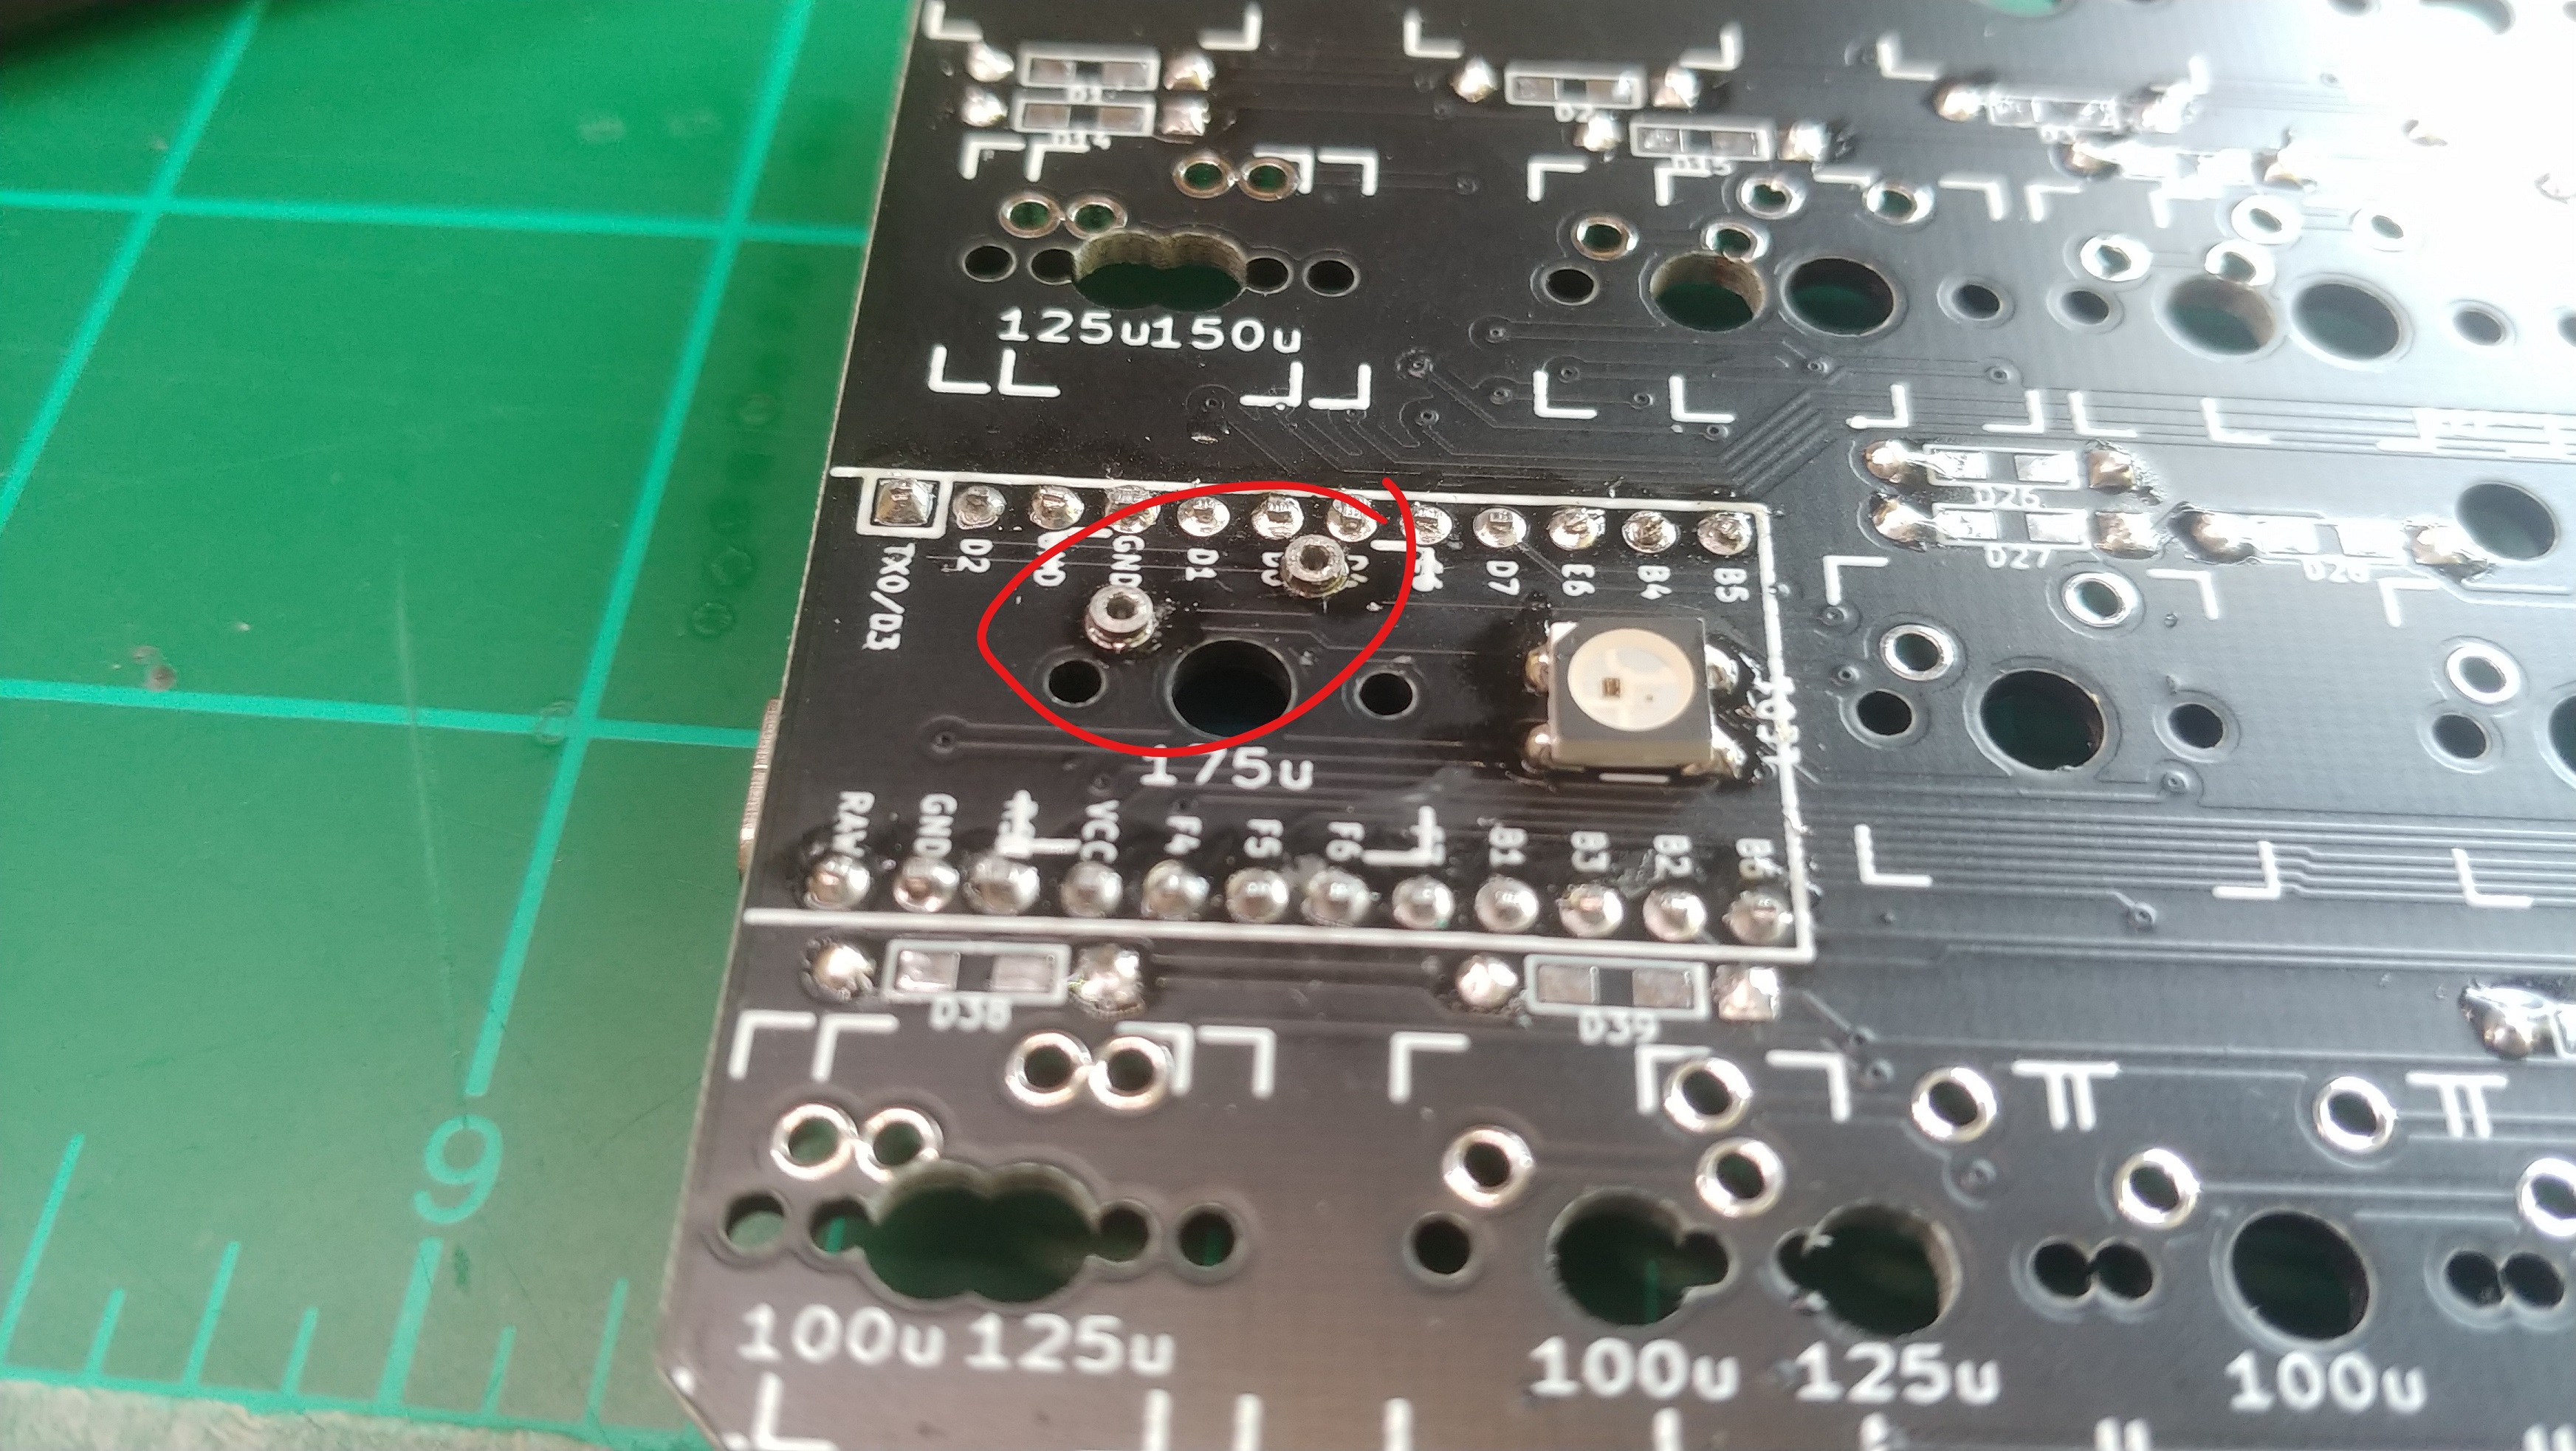 125u150u
TX0/D3
D2
GND
GND
D1
D7
E6
B4
B5
D26
D27
D28
175u
RAW
GND
VCC
F4
F5
F6
B1
B3
B2
B6
D38
D39
9
100u 125u
100u 125u
100u